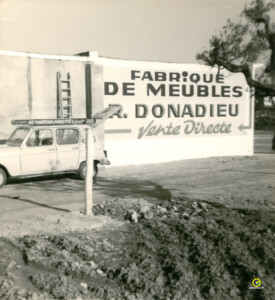 FABRIQUE
DE MEUBLES
R. DONADIEU
Vente Directe